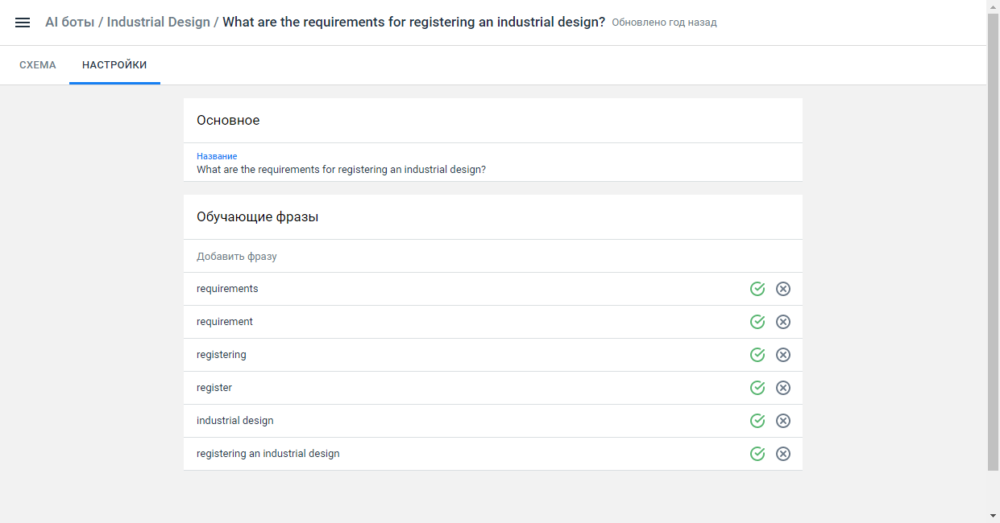 AI боты / Industrial Design / What are the requirements for registering an industrial design? Обновлено год назад
СХЕМА НАСТРОЙКИ
Основное
Название
What are the requirements for registering an industrial design?
Обучающие фразы
Добавить фразу
requirements
requirement
registering
register
industrial design
registering an industrial design